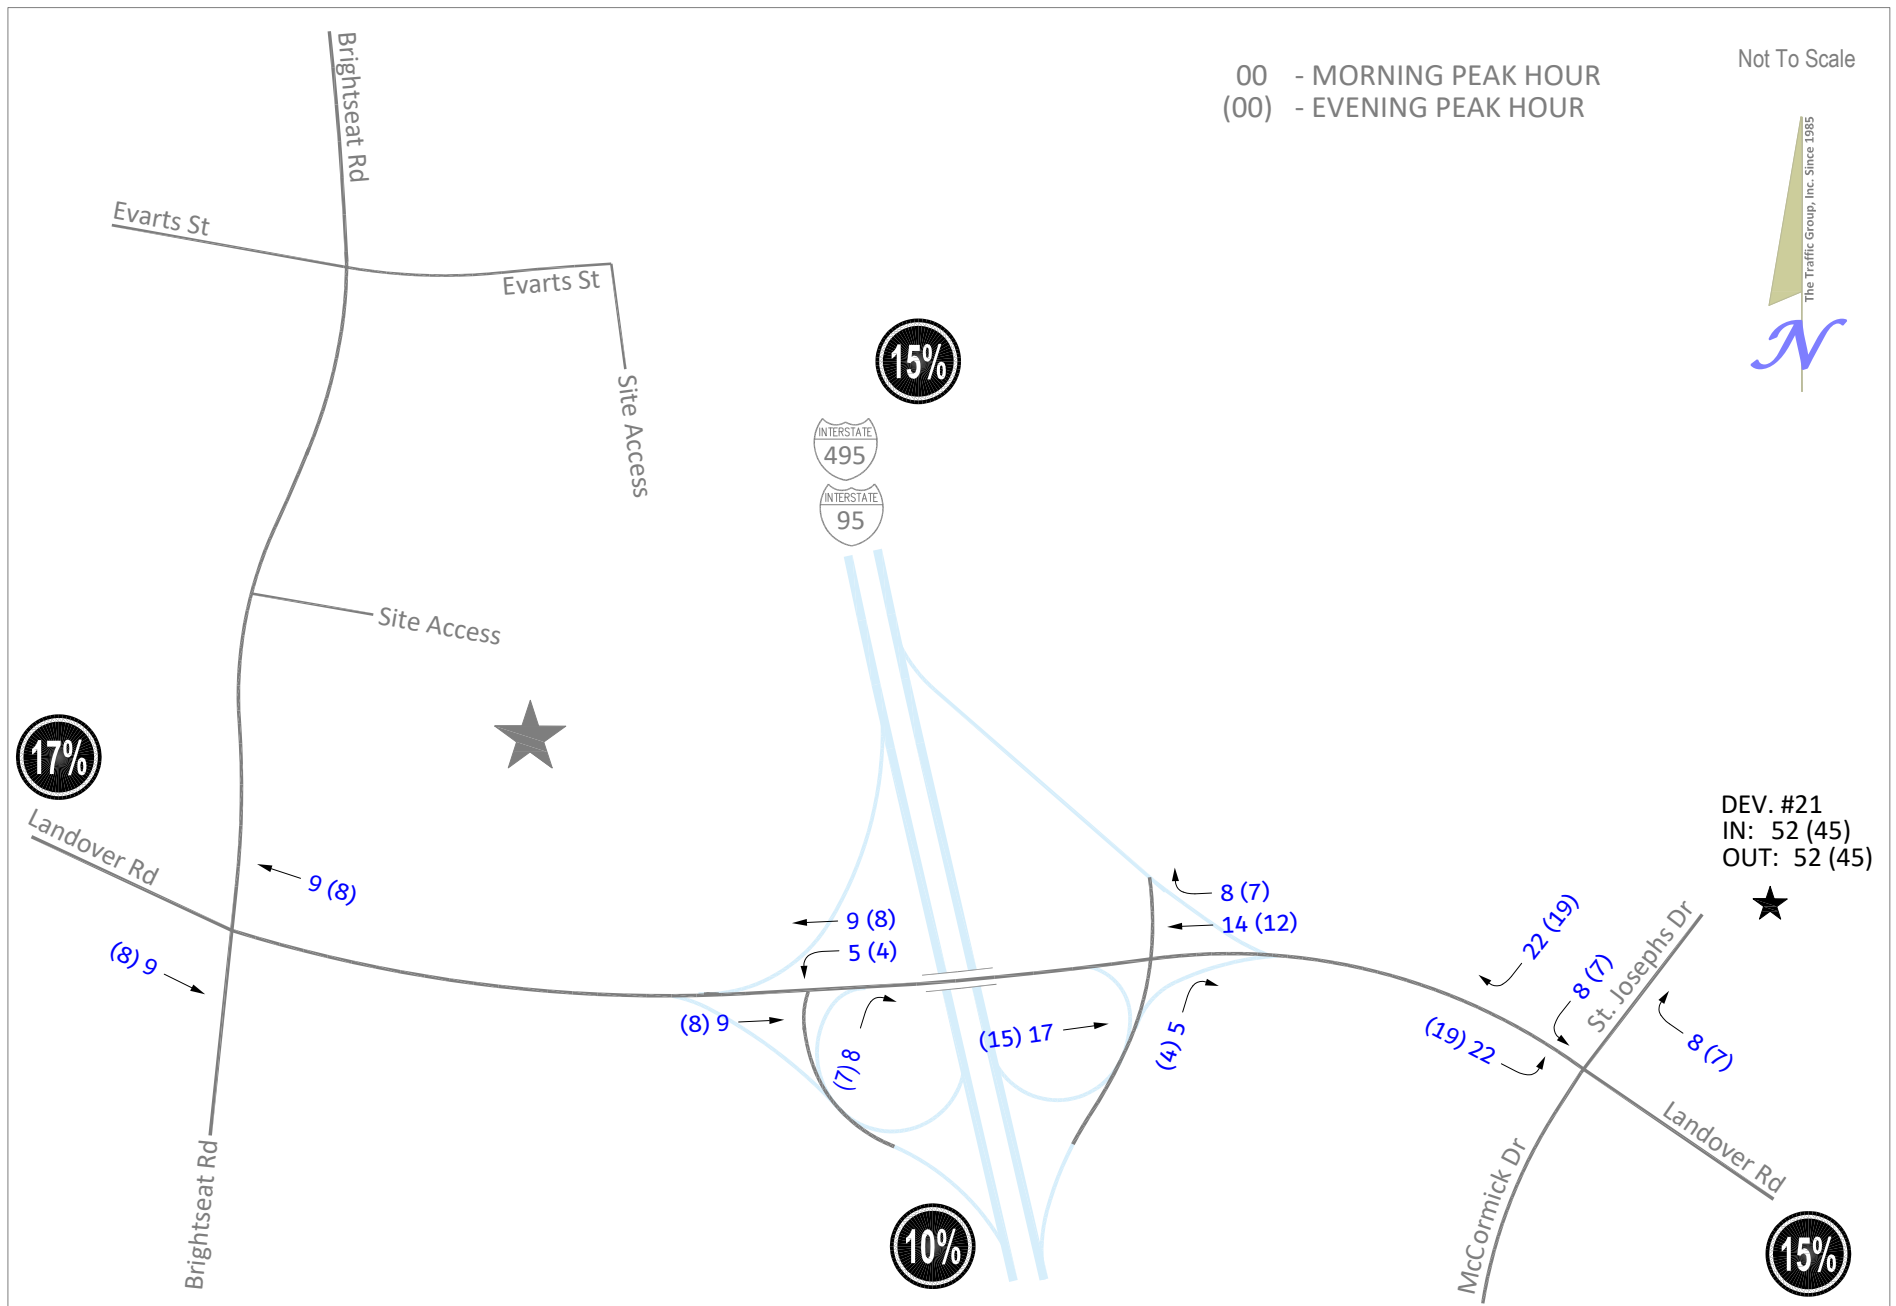 Brightseat Rd
00 - MORNING PEAK HOUR
(00) - EVENING PEAK HOUR
Not To Scale
The Traffic Group, Inc. Since 1985
N
Evarts St
Evarts St
Site Access
15%
INTERSTATE
495
INTERSTATE
95
Site Access
17%
Landover Rd
DEV. #21
IN: 52 (45)
OUT: 52 (45)
9 (8)
9 (8)
5 (4)
8 (7)
14 (12)
22 (19)
8 (7)
St. Josephs Dr
(8) 9
(8) 9
(7) 8
(15) 17
(4) 5
(19) 22
8 (7)
Brightseat Rd
10%
McCormick Dr
Landover Rd
15%